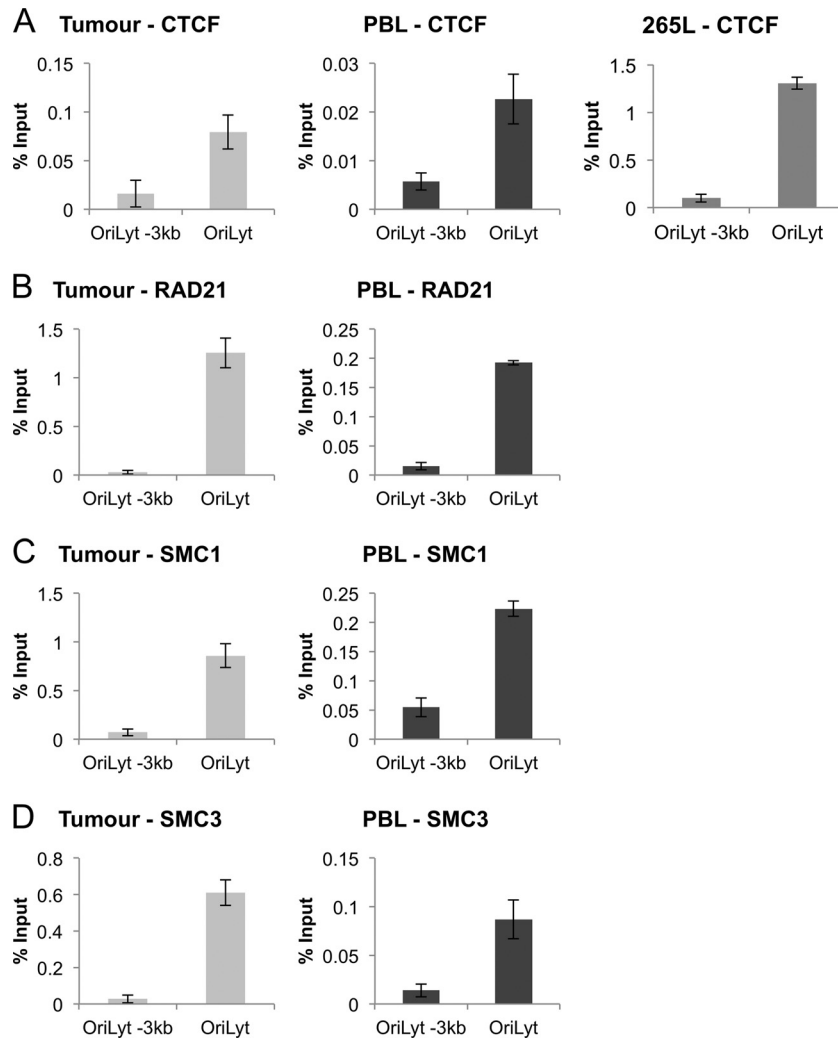 A
Tumour - CTCF
% Input
0.15
0.1
0.05
0
OriLyt -3kb OriLyt
PBL - CTCF
% Input
0.03
0.02
0.01
0
OriLyt -3kb OriLyt
265L - CTCF
% Input
1.5
1
0.5
0
OriLyt -3kb OriLyt
B
Tumour - RAD21
% Input
1.5
1
0.5
0
OriLyt -3kb OriLyt
PBL - RAD21
% Input
0.25
0.2
0.15
0.1
0.05
0
OriLyt -3kb OriLyt
C
Tumour - SMC1
% Input
1.5
1
0.5
0
OriLyt -3kb OriLyt
PBL - SMC1
% Input
0.25
0.2
0.15
0.1
0.05
0
OriLyt -3kb OriLyt
D
Tumour - SMC3
% Input
0.8
0.6
0.4
0.2
0
OriLyt -3kb OriLyt
PBL - SMC3
% Input
0.15
0.1
0.05
0
OriLyt -3kb OriLyt